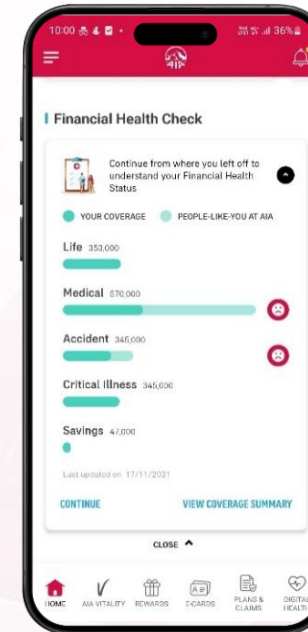 10:00
36%
AIA
Financial Health Check
Continue from where you left off to
understand your Financial Health
Status
YOUR COVERAGE PEOPLE-LIKE-YOU AT AIA
Life 353,000
Medical 670,000
Accident 345,000
Critical Illness 345,000
Savings 47,000
Last updated on 17/11/2021
CONTINUE VIEW COVERAGE SUMMARY
CLOSE
HOME AIA VITALITY REWARDS E-CARDS PLANS & CLAIMS DIGITAL HEALTH